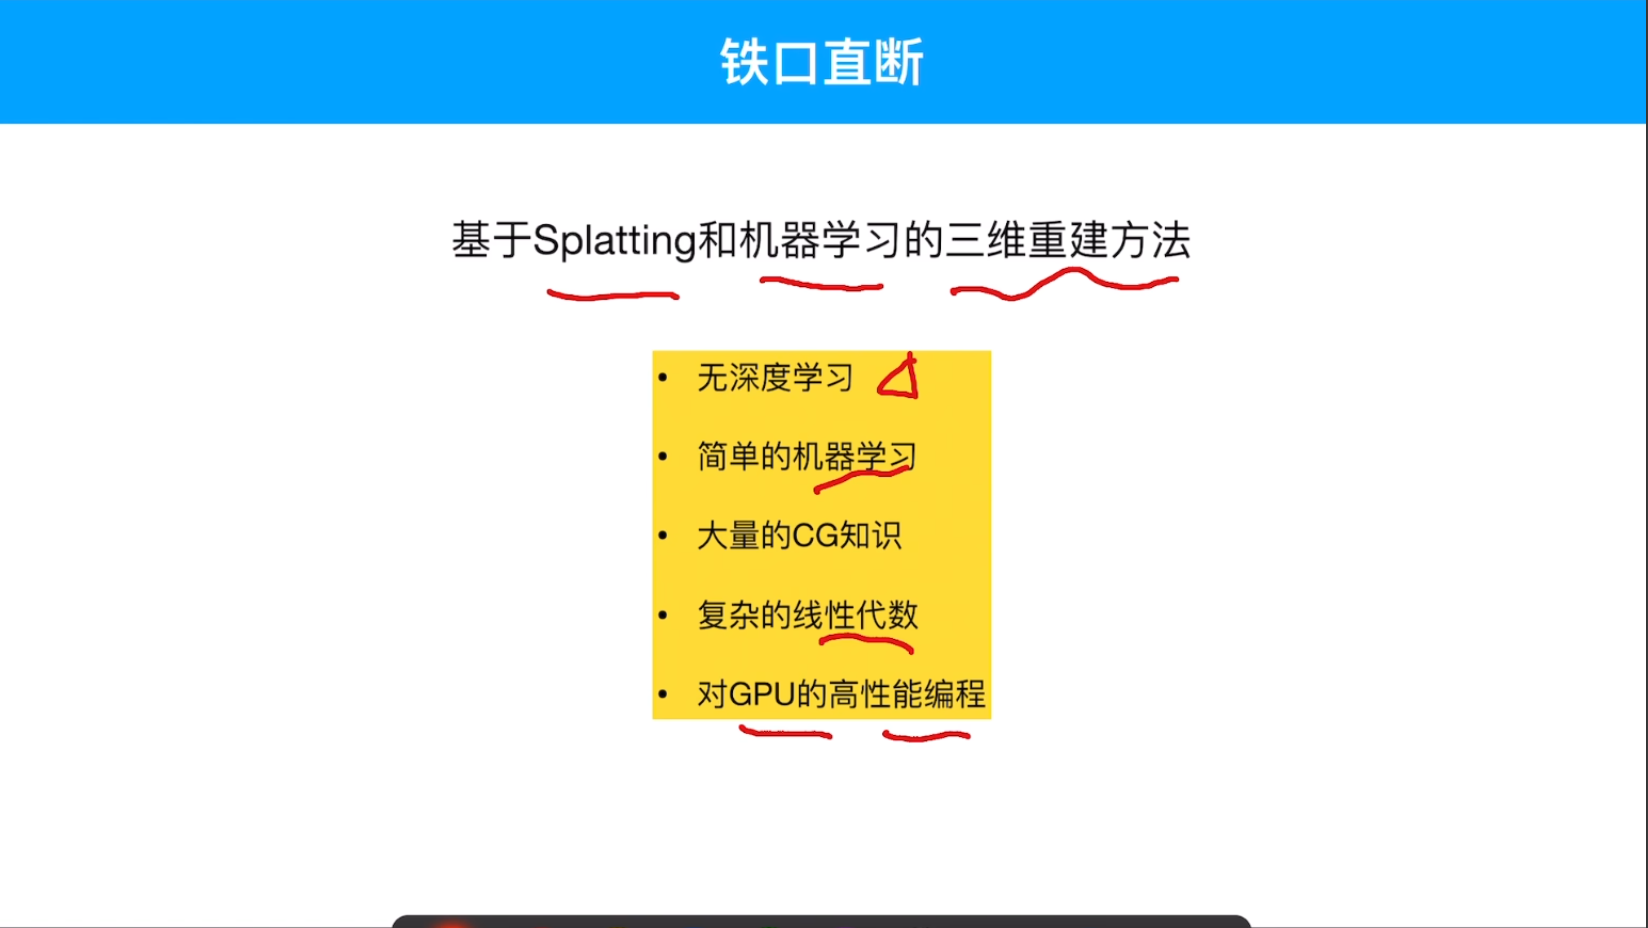 铁口直断
基于Splatting和机器学习的三维重建方法
• 无深度学习
• 简单的机器学习
• 大量的CG知识
• 复杂的线性代数
• 对GPU的高性能编程